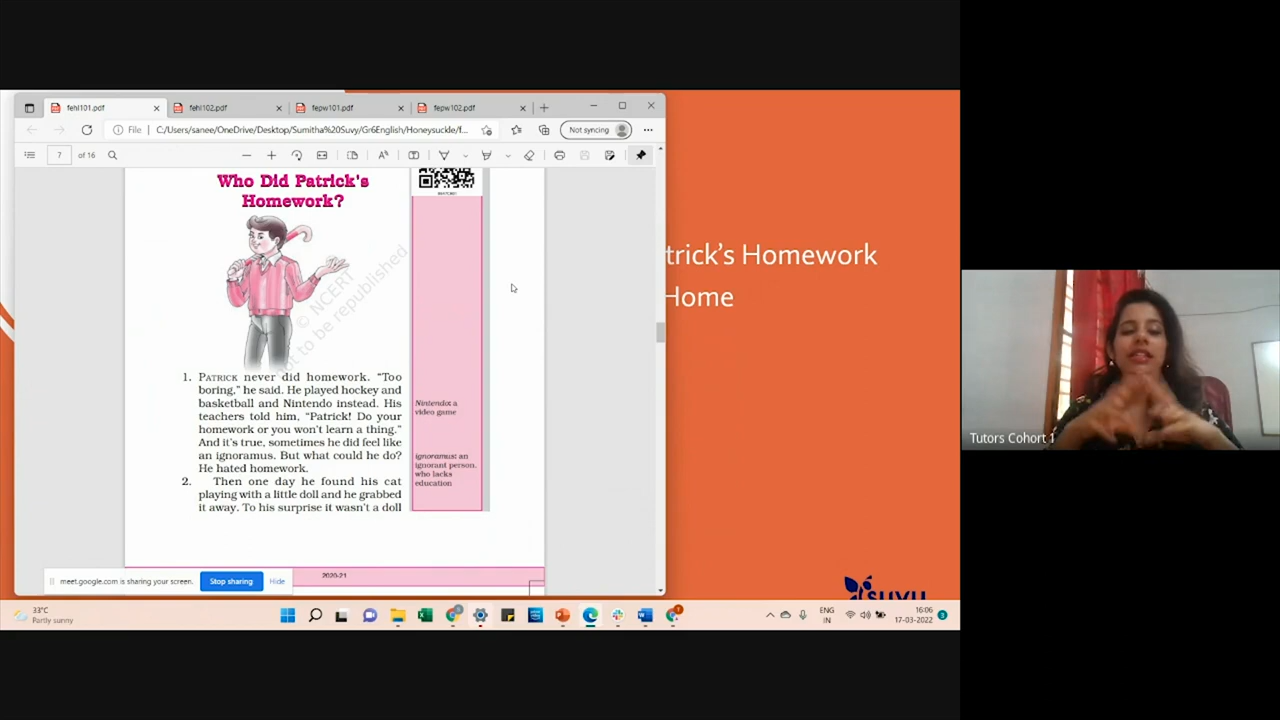 fehl101.pdf
fehl102.pdf
fepw101.pdf
fepw102.pdf
File
C:/Users/sanee/OneDrive/Desktop/Sumitha%20Suvy/Gr6English/Honeysuckle/f...
Not syncing
7 of 16
Who Did Patrick's
Homework?
© NCERT
not to be republished
1. PATRICK never did homework. “Too
boring,” he said. He played hockey and
basketball and Nintendo instead. His
teachers told him, “Patrick! Do your
homework or you won't learn a thing.”
And it's true, sometimes he did feel like
an ignoramus. But what could he do?
He hated homework.
2. Then one day he found his cat
playing with a little doll and he grabbed
it away. To his surprise it wasn't a doll
Nintendo: a
video game
ignoramus: an
ignorant person,
who lacks
education
2020-21
meet.google.com is sharing your screen.
Stop sharing
Hide
trick's Homework
Home
suvu
Tutors Cohort 1
33°C
Partly sunny
ENG
IN
16:06
17-03-2022
3